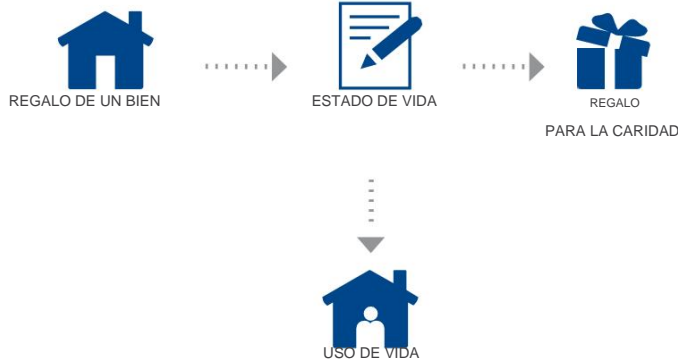 REGALO DE UN BIEN
ESTADO DE VIDA
REGALO
PARA LA CARIDAD
USO DE VIDA